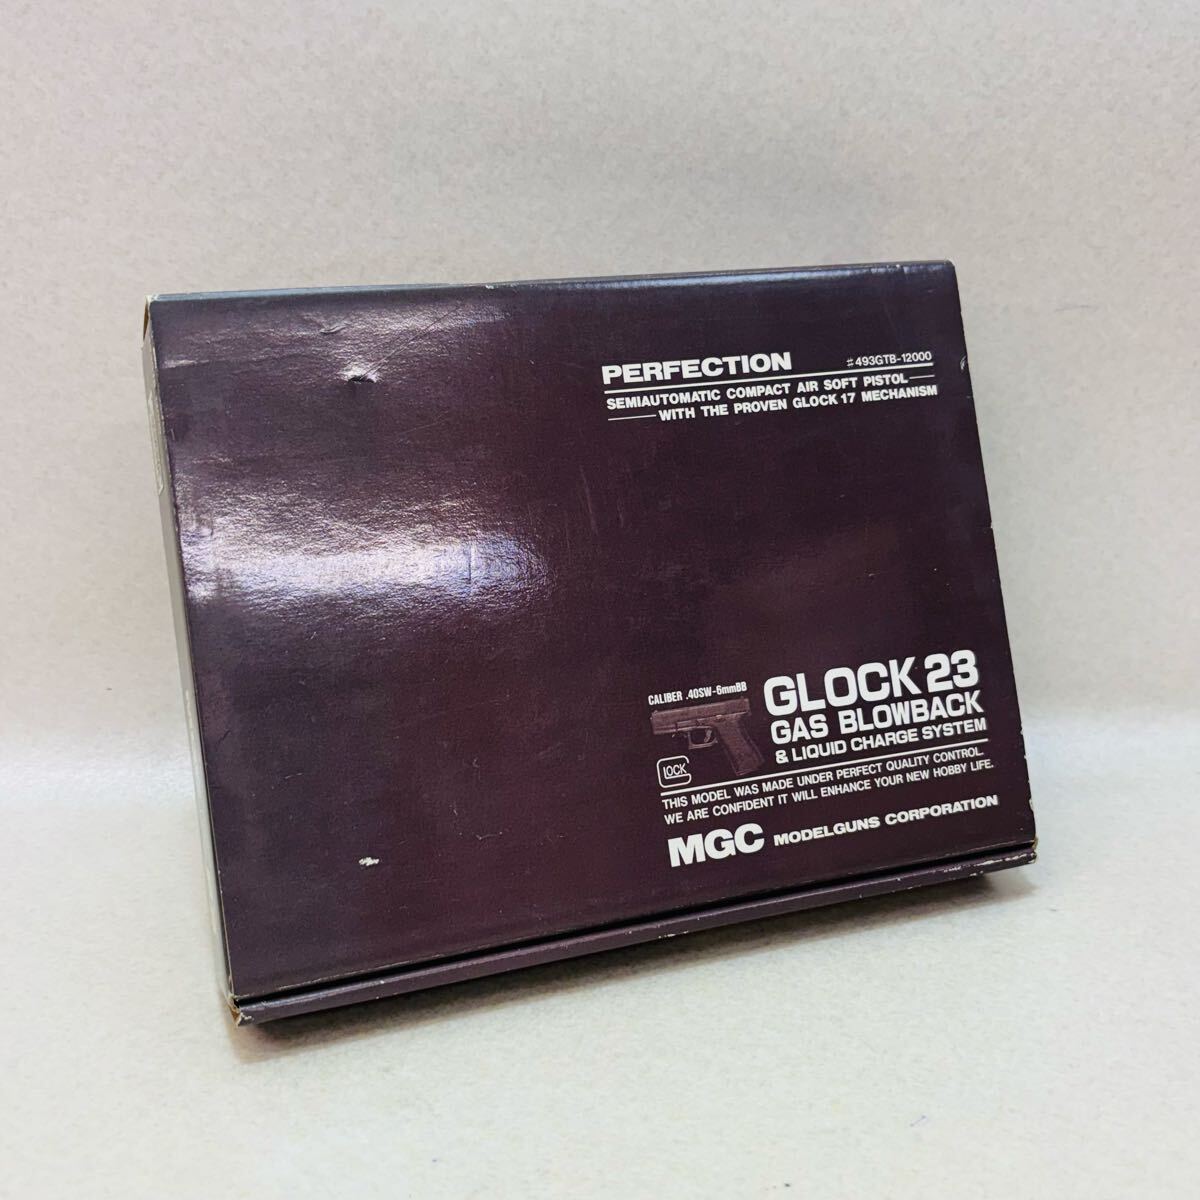 PERFECTION
#493GTB-12000
SEMIAUTOMATIC COMPACT AIR SOFT PISTOL
WITH THE PROVEN GLOCK 17 MECHANISM
CALIBER .40SW-6mmBB
GLOCK 23
GAS BLOWBACK
& LIQUID CHARGE SYSTEM
GLOCK
THIS MODEL WAS MADE UNDER PERFECT QUALITY CONTROL.
WE ARE CONFIDENT IT WILL ENHANCE YOUR NEW HOBBY LIFE.
MGC MODELGUNS CORPORATION